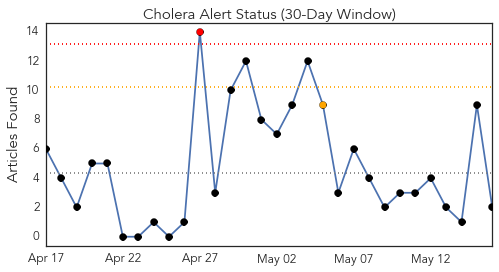 Cholera Alert Status (30-Day Window)
14
12
10
8
6
4
2
0
Articles Found
Apr 17 Apr 22 Apr 27 May 02 May 07 May 12